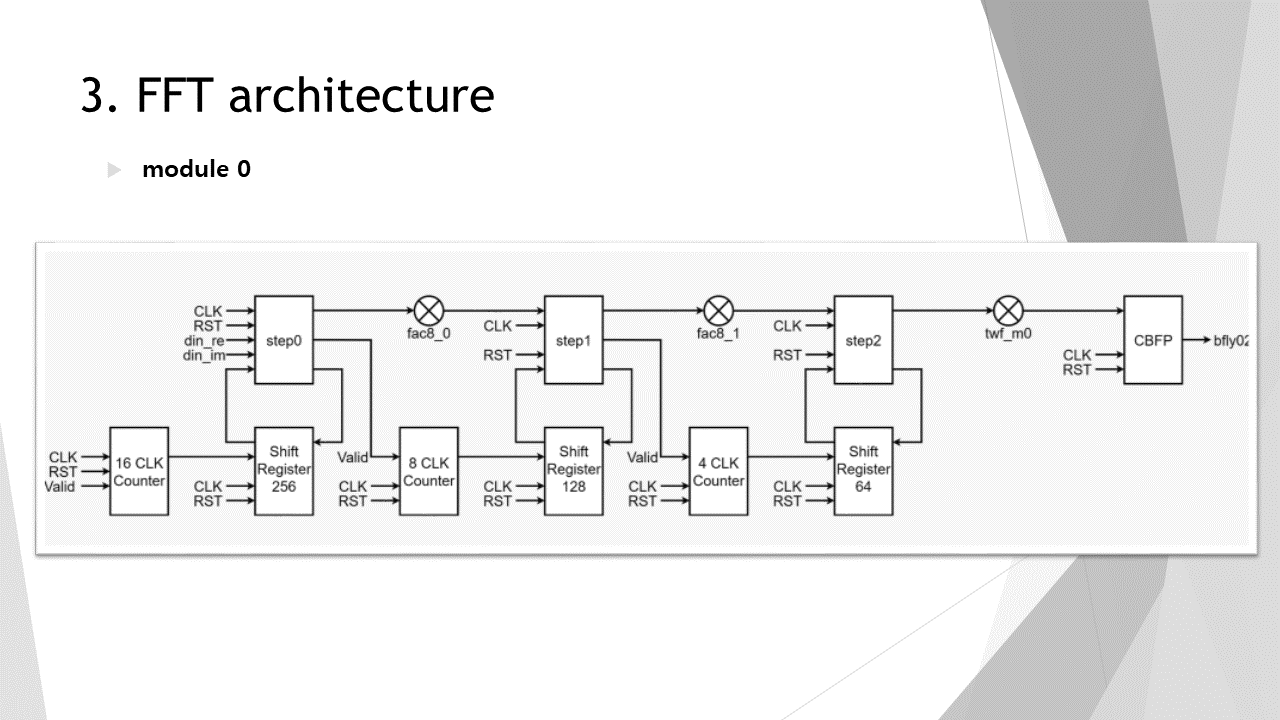 3. FFT architecture
module 0
CLK
RST
din_re
din_im
step0
fac8_0
CLK
RST
step1
fac8_1
CLK
RST
step2
twf_m0
CLK
RST
CBFP
bfly02
CLK
RST
Valid
16 CLK
Counter
CLK
RST
Shift
Register
256
Valid
CLK
RST
8 CLK
Counter
CLK
RST
Shift
Register
128
Valid
CLK
RST
4 CLK
Counter
CLK
RST
Shift
Register
64